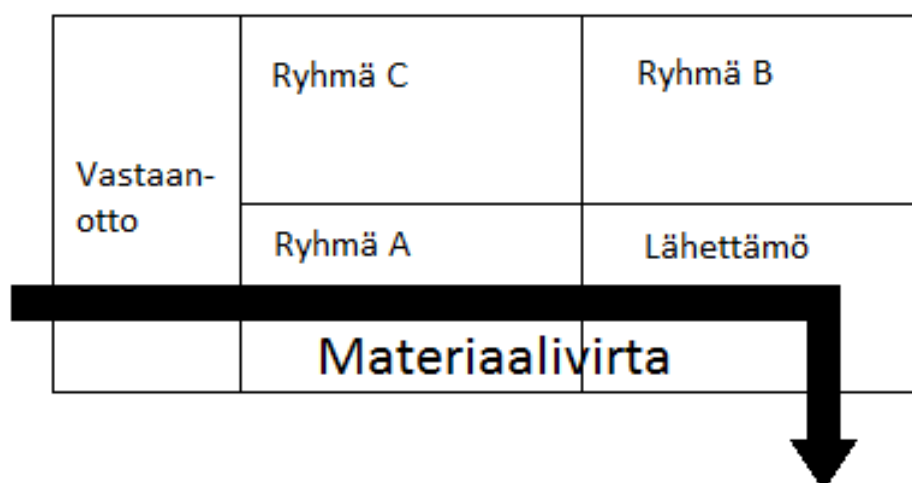 Ryhmä C
Ryhmä B
Vastaan-
otto
Ryhmä A
Lähettämö
Materiaalivirta